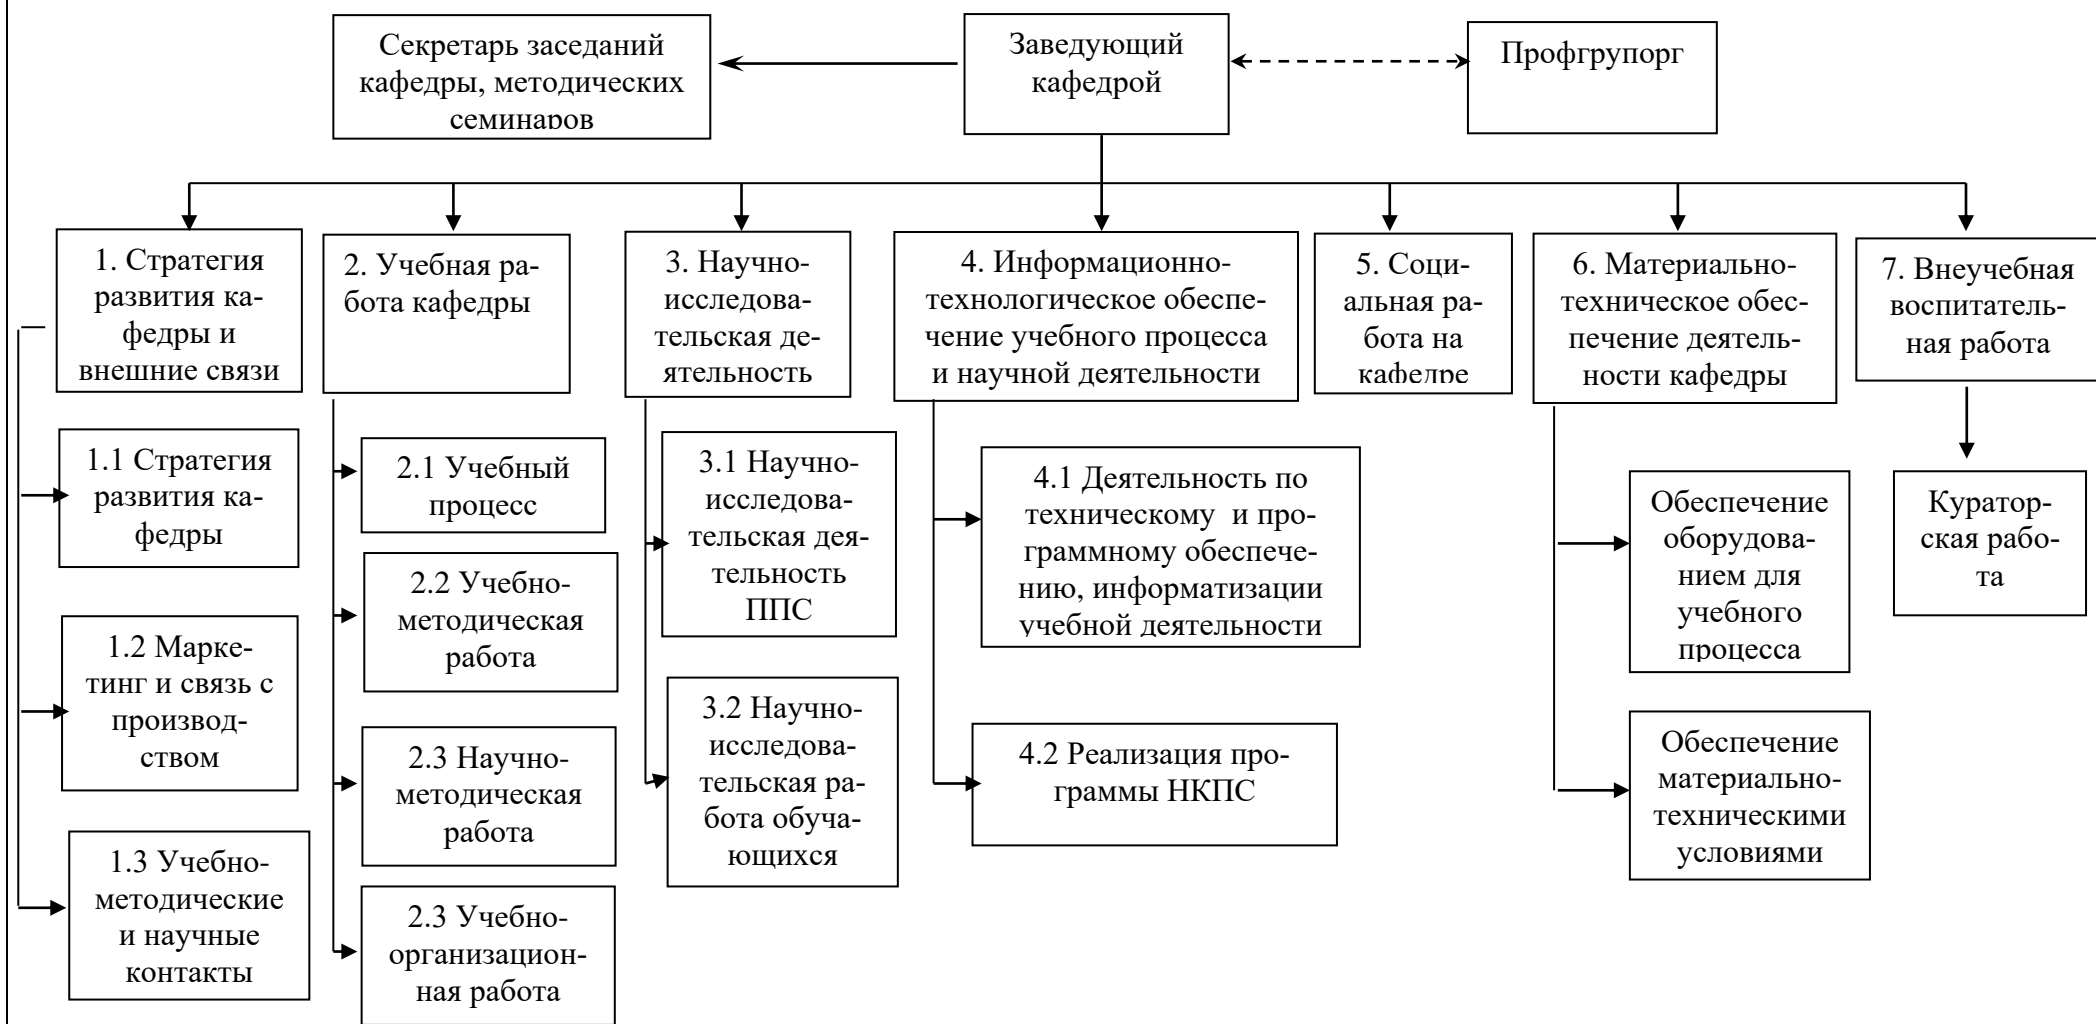 Секретарь заседаний
кафедры, методических
семинаров
Заведующий
кафедрой
Профгрупорг
1. Стратегия
развития ка-
федры и
внешние связи
2. Учебная ра-
бота кафедры
3. Научно-
исследова-
тельская де-
ятельность
4. Информационно-
технологическое обеспе-
чение учебного процесса
и научной деятельности
5. Соци-
альная ра-
бота на
кафедре
6. Материально-
техническое обес-
печение деятель-
ности кафедры
7. Внеучебная
воспитатель-
ная работа
1.1 Стратегия
развития ка-
федры
1.2 Марке-
тинг и связь с
производ-
ством
1.3 Учебно-
методические
и научные
контакты
2.1 Учебный
процесс
2.2 Учебно-
методическая
работа
2.3 Научно-
методическая
работа
2.3 Учебно-
организацион-
ная работа
3.1 Научно-
исследова-
тельская дея-
тельность
ППС
3.2 Научно-
исследова-
тельская ра-
бота обуча-
ющихся
4.1 Деятельность по
техническому  и про-
граммному обеспече-
нию, информатизации
учебной деятельности
4.2 Реализация про-
граммы НКПС
Обеспечение
оборудова-
нием для
учебного
процесса
Обеспечение
материально-
техническими
условиями
Куратор-
ская рабо-
та